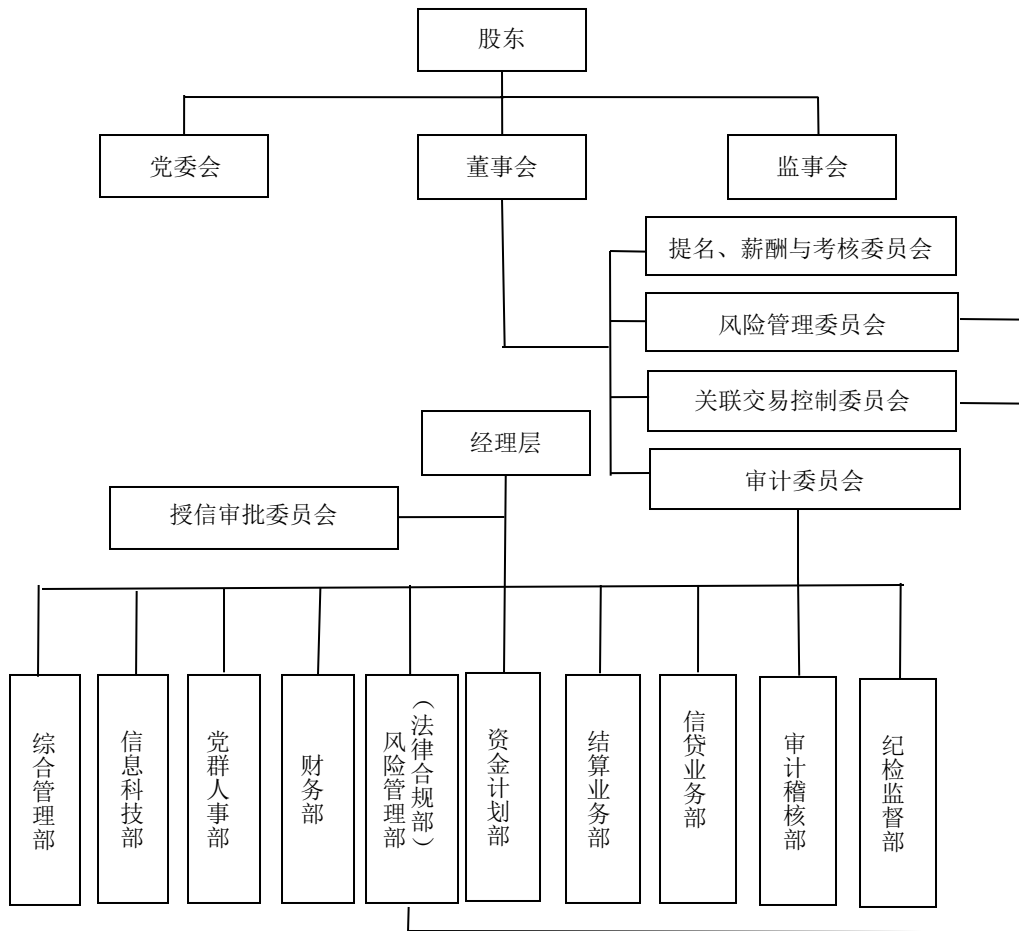 股东
党委会
董事会
监事会
提名、薪酬与考核委员会
风险管理委员会
关联交易控制委员会
经理层
审计委员会
授信审批委员会
综合管理部
信息科技部
党群人事部
财务部
风险管理部
（法律合规部）
资金计划部
结算业务部
信贷业务部
审计稽核部
纪检监督部